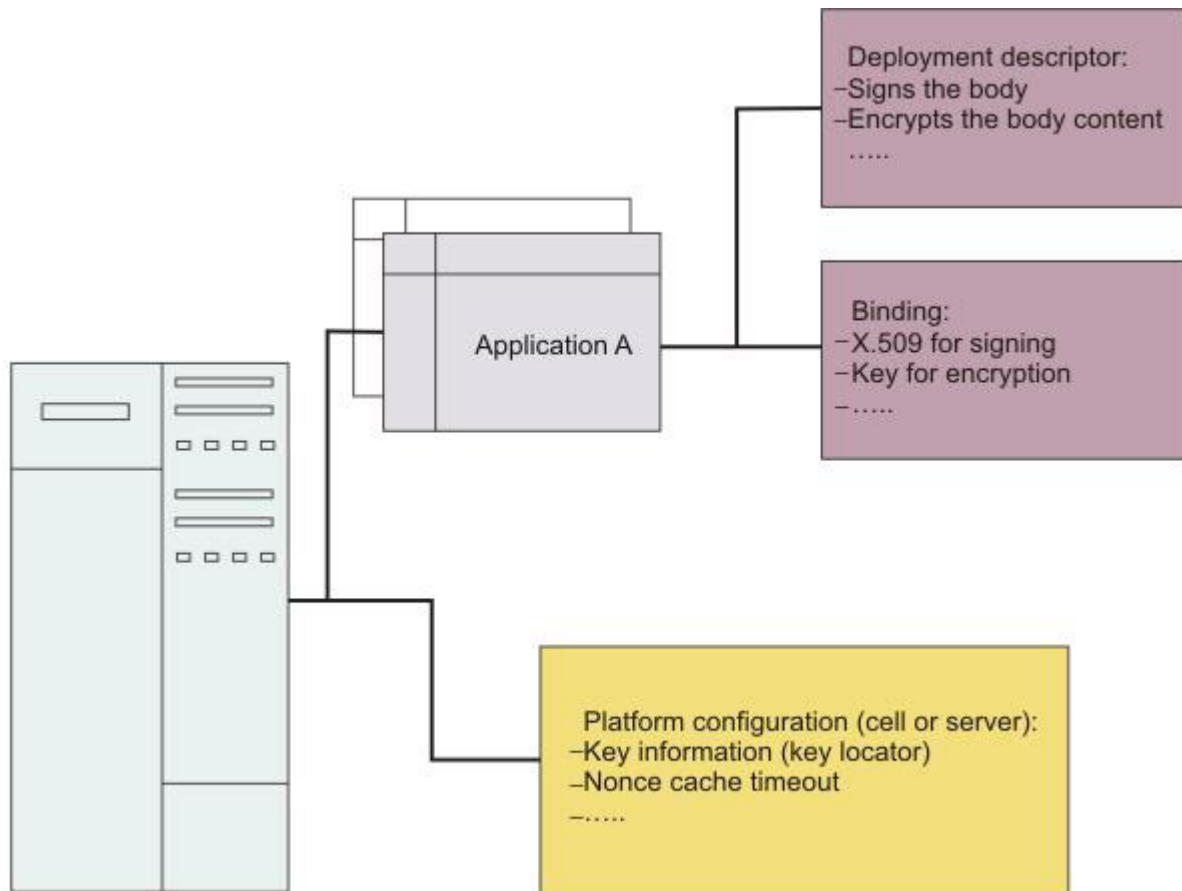 Deployment descriptor:
–Signs the body
–Encrypts the body content
…..
Application A
Binding:
–X.509 for signing
–Key for encryption
–…..
Platform configuration (cell or server):
–Key information (key locator)
–Nonce cache timeout
–…..